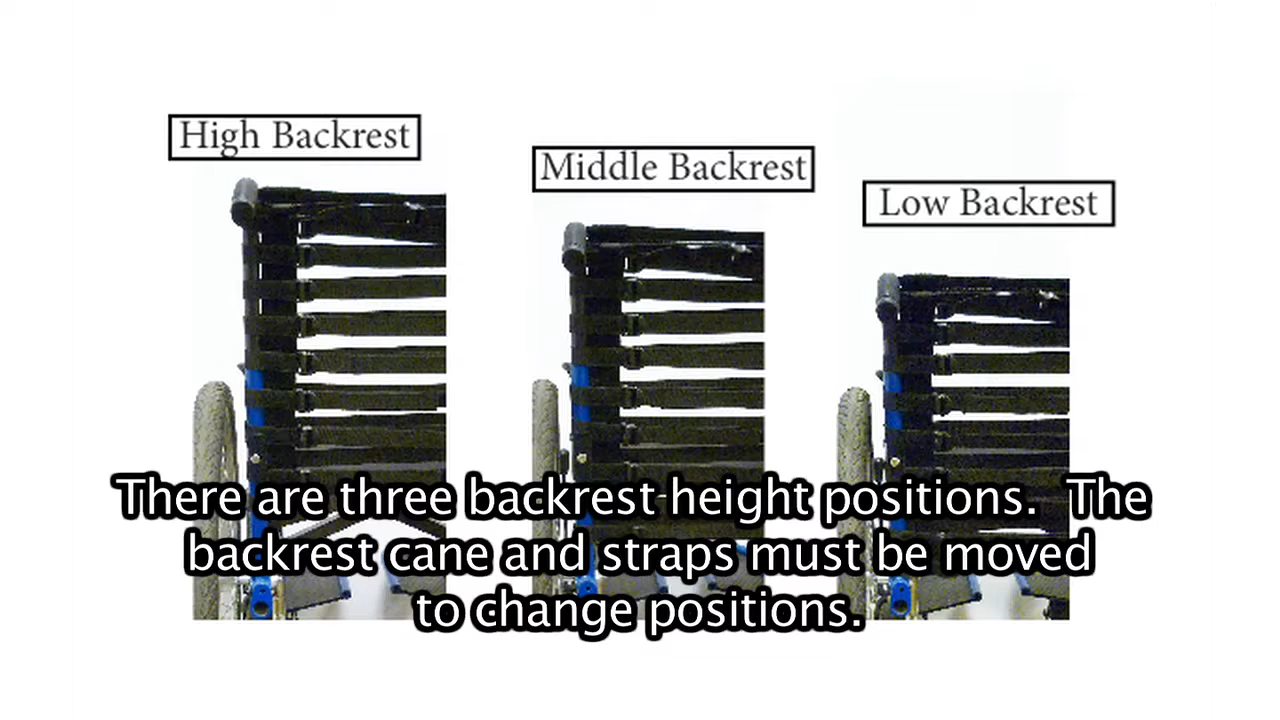 High Backrest
Middle Backrest
Low Backrest
There are three backrest height positions.  The
backrest cane and straps must be moved
to change positions.